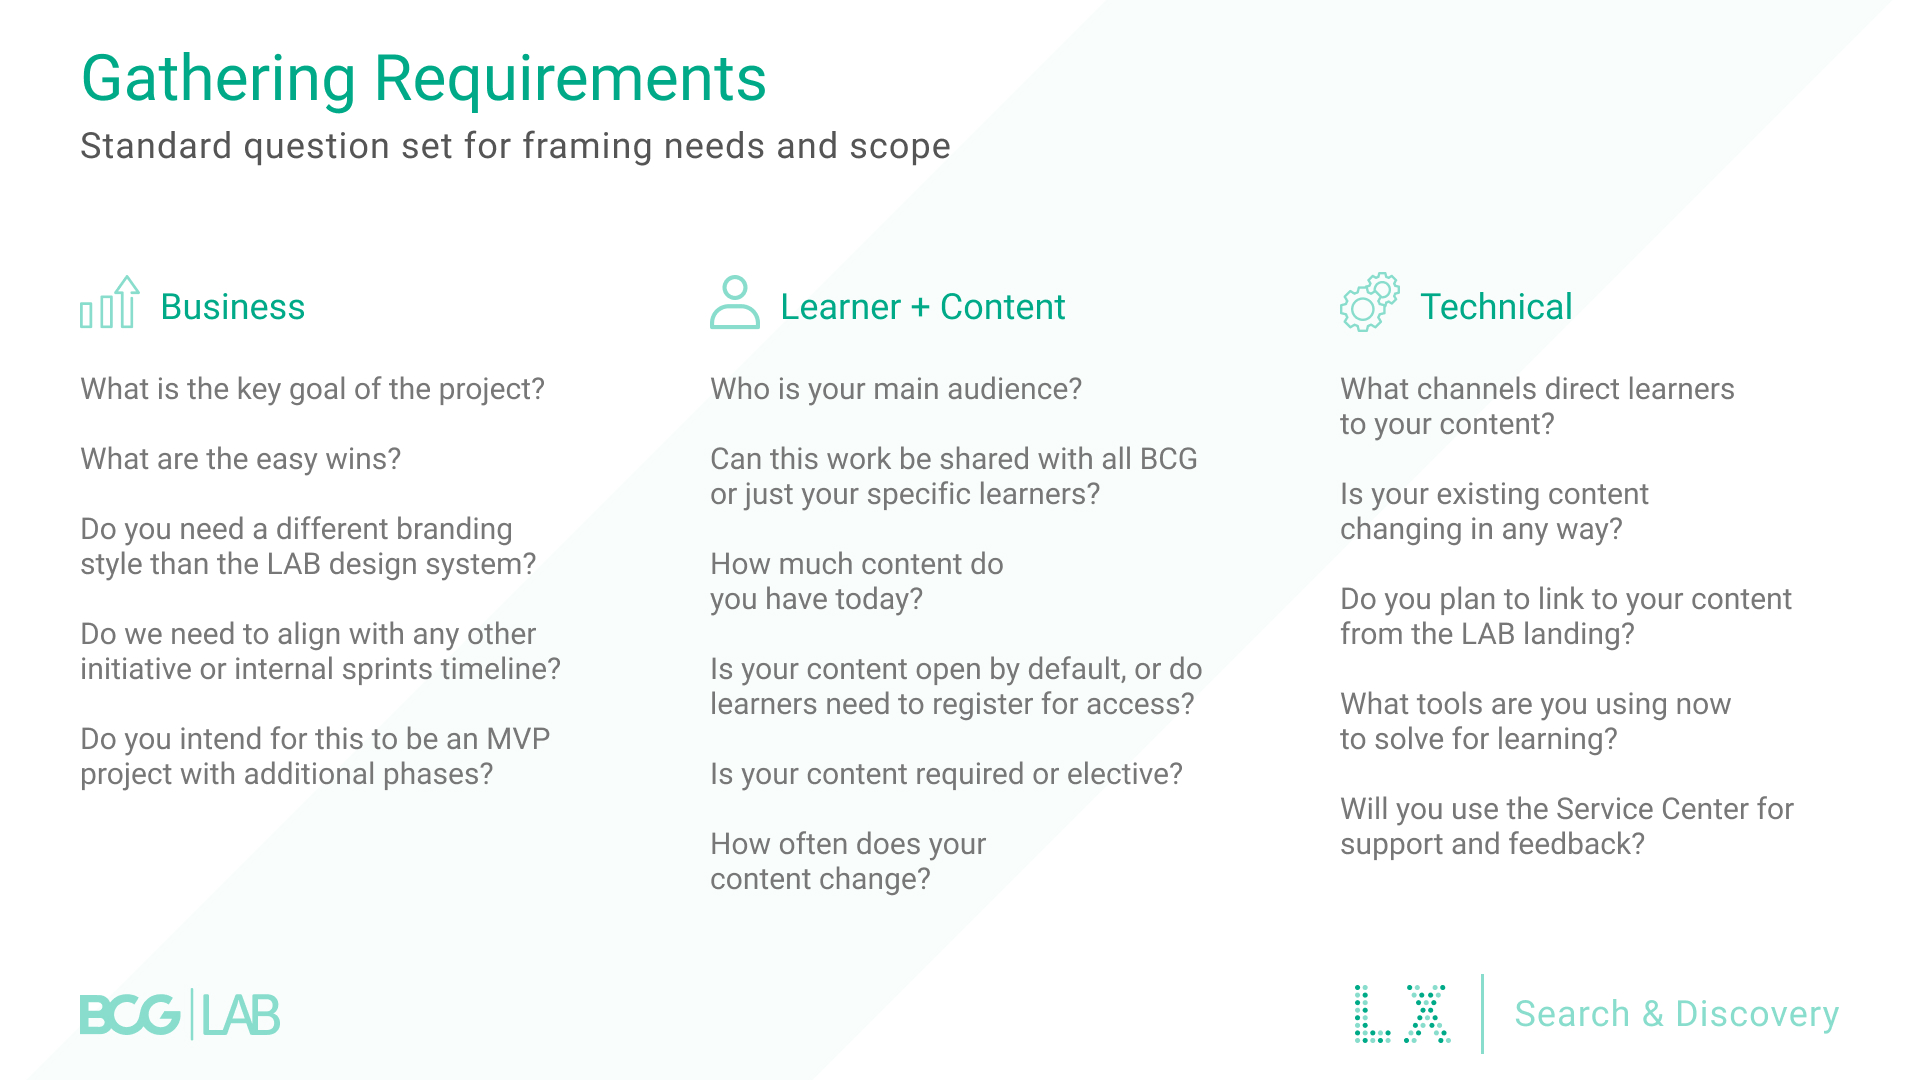 Gathering Requirements
Standard question set for framing needs and scope
Business
What is the key goal of the project?
What are the easy wins?
Do you need a different branding
style than the LAB design system?
Do we need to align with any other
initiative or internal sprints timeline?
Do you intend for this to be an MVP
project with additional phases?
Learner + Content
Who is your main audience?
Can this work be shared with all BCG
or just your specific learners?
How much content do
you have today?
Is your content open by default, or do
learners need to register for access?
Is your content required or elective?
How often does your
content change?
Technical
What channels direct learners
to your content?
Is your existing content
changing in any way?
Do you plan to link to your content
from the LAB landing?
What tools are you using now
to solve for learning?
Will you use the Service Center for
support and feedback?
BCG | LAB
LX | Search & Discovery